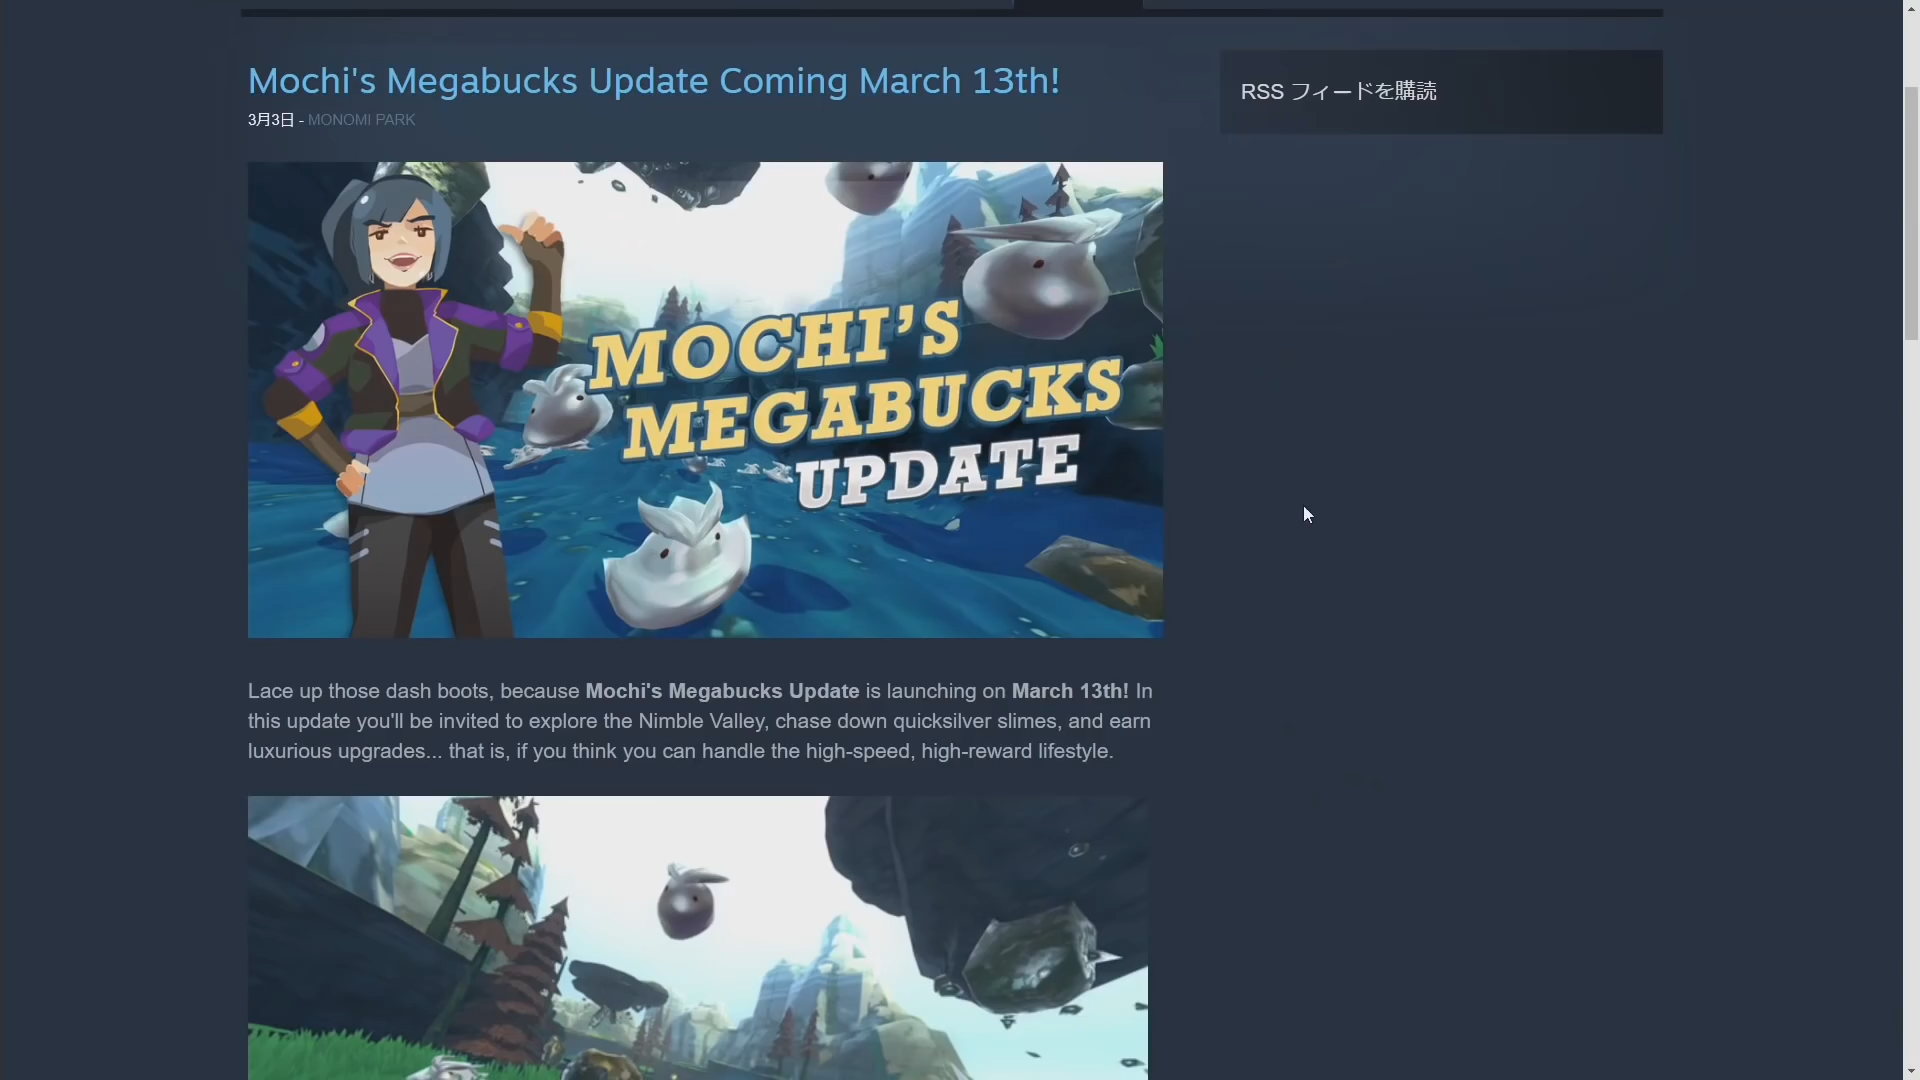 Mochi's Megabucks Update Coming March 13th!
3月3日 - MONOMI PARK
RSS フィードを購読
MOCHI'S
MEGABUCKS
UPDATE
Lace up those dash boots, because Mochi's Megabucks Update is launching on March 13th! In
this update you'll be invited to explore the Nimble Valley, chase down quicksilver slimes, and earn
luxurious upgrades... that is, if you think you can handle the high-speed, high-reward lifestyle.